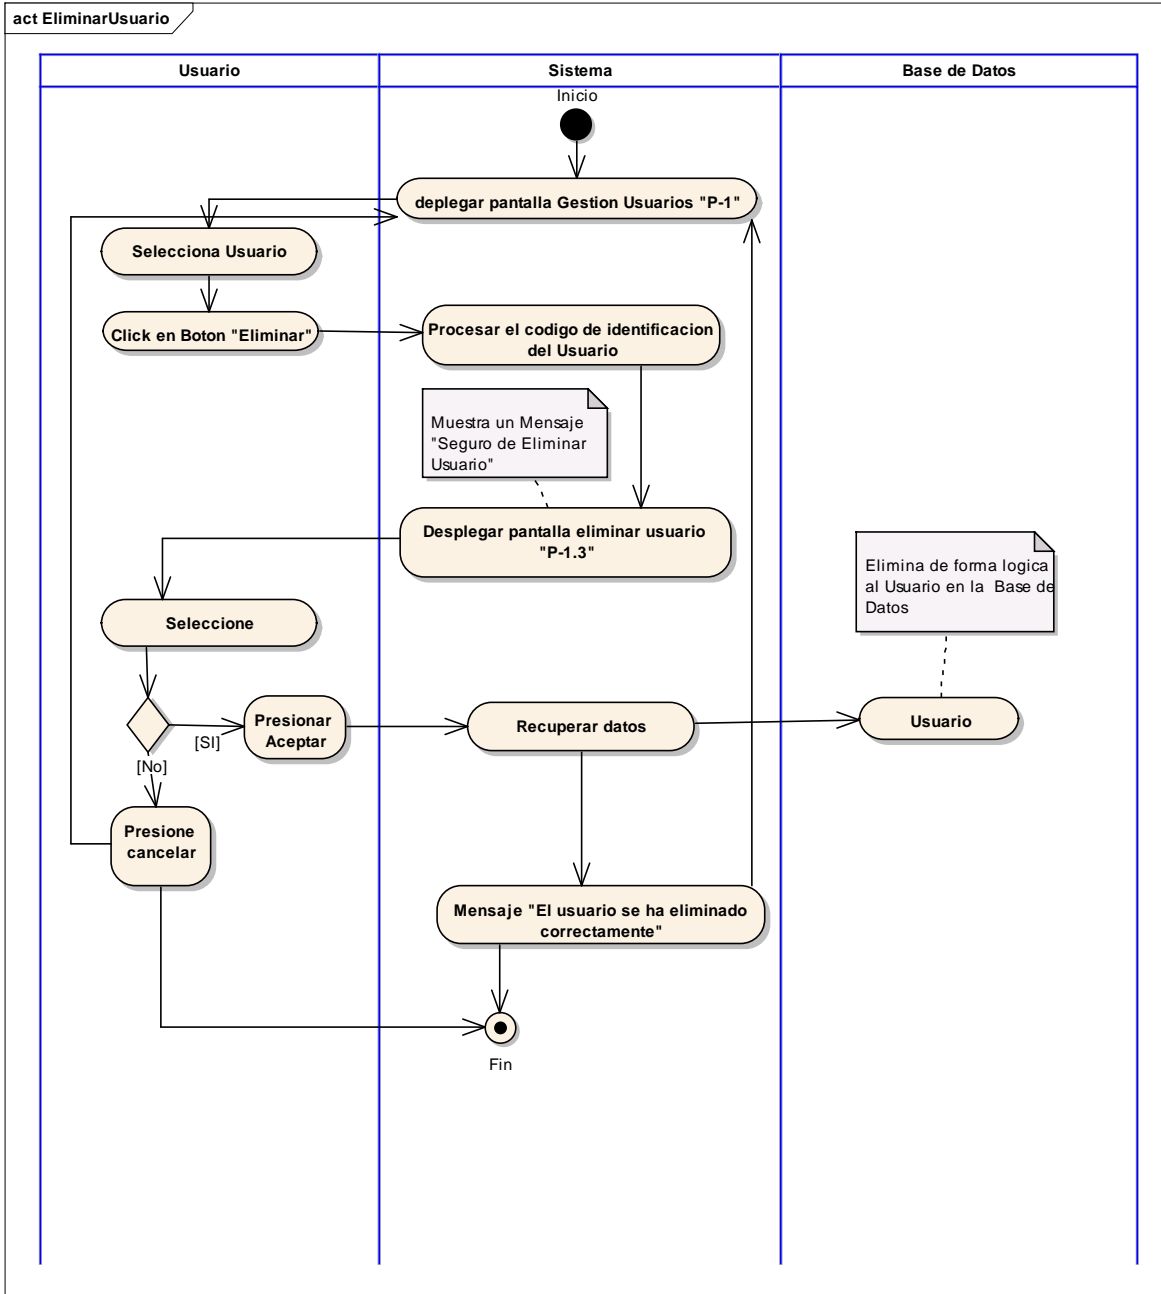 act EliminarUsuario
Usuario
Sistema
Base de Datos
Inicio
deplegar pantalla Gestion Usuarios "P-1"
Selecciona Usuario
Click en Boton "Eliminar"
Procesar el codigo de identificacion
del Usuario
Muestra un Mensaje
"Seguro de Eliminar
Usuario"
Desplegar pantalla eliminar usuario
"P-1.3"
Elimina de forma logica
al Usuario en la Base de
Datos
Seleccione
[SI]
[No]
Presionar
Aceptar
Recuperar datos
Usuario
Presione
cancelar
Mensaje "El usuario se ha eliminado
correctamente"
Fin